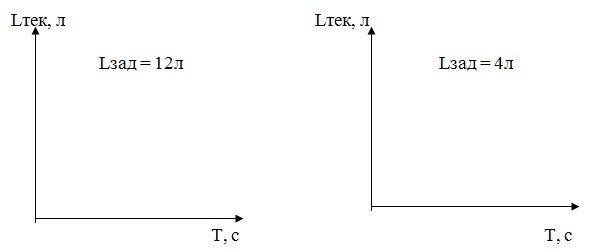 Lтек, л
Lзад = 12л
T, с
Lтек, л
Lзад = 4л
T, с